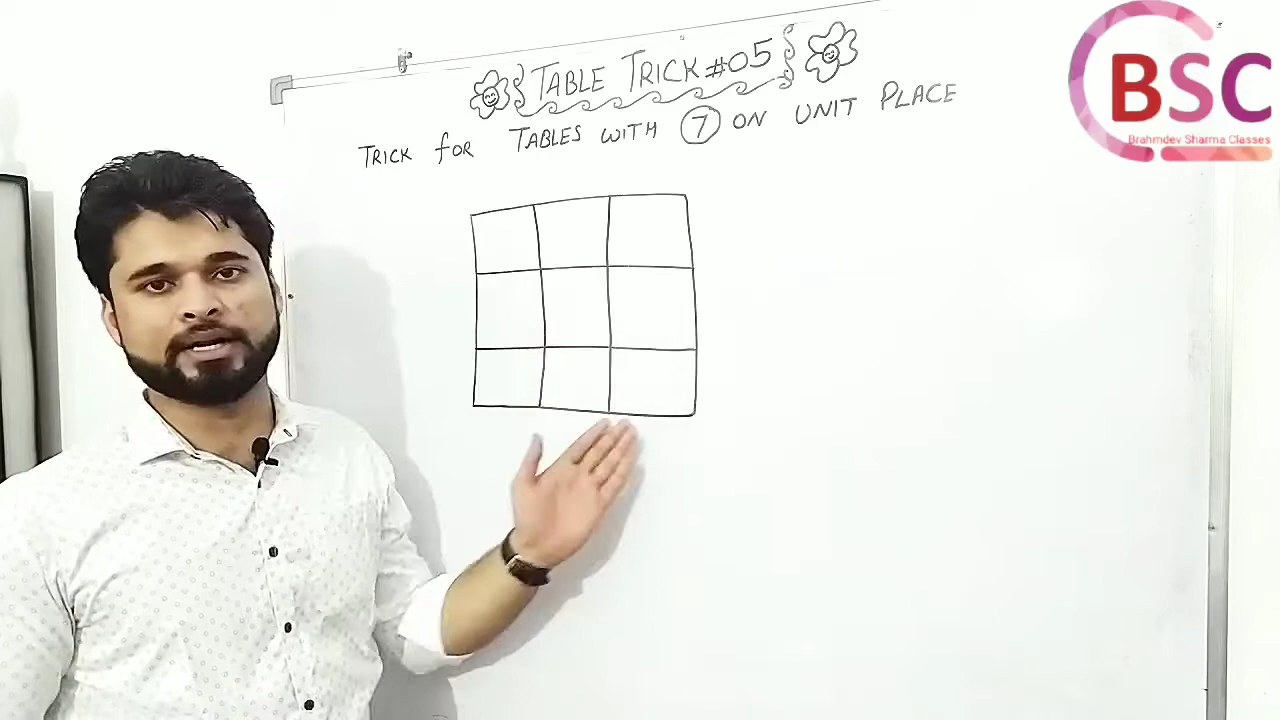 TABLE TRICK #05
TRICK for TABLES WITH 7 ON UNIT PLACE
BSC
Brahmdev Sharma Classes